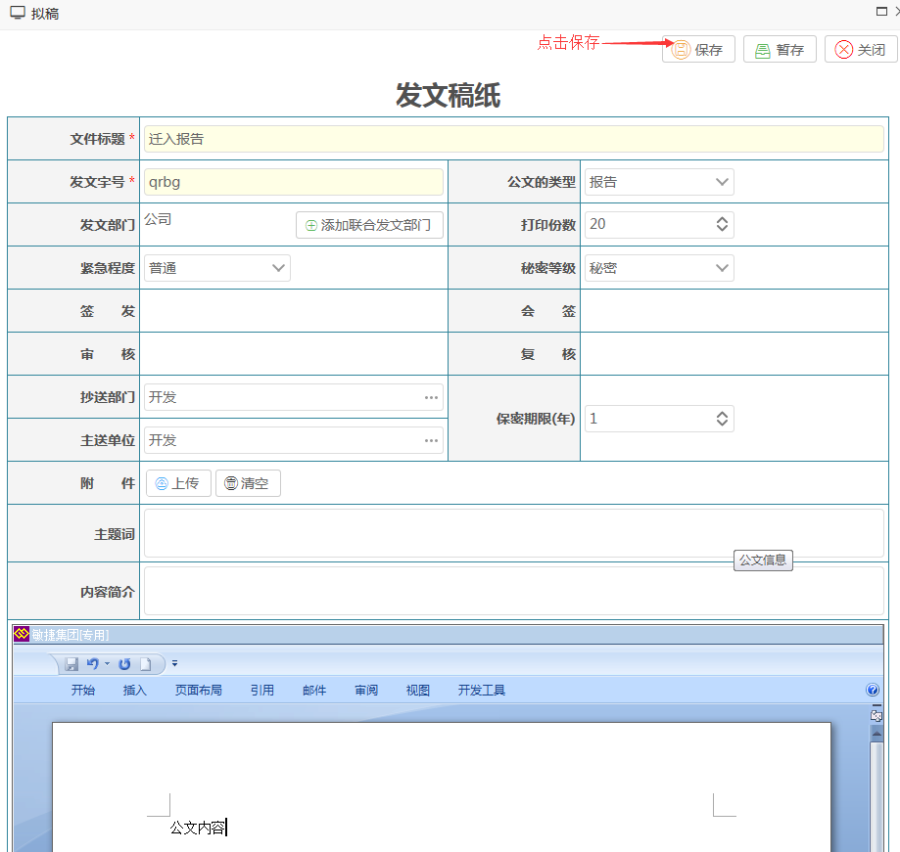 拟稿
点击保存 保存 暂存 关闭
发文稿纸
文件标题 * 迁入报告
发文字号 * qrbg 公文的类型 报告
发文部门 公司 添加联合发文部门 打印份数 20
紧急程度 普通 秘密等级 秘密
签 发 会 签
审 核 复 核
抄送部门 开发 ... 保密期限(年) 1
主送单位 开发 ...
附 件 上传 清空
主题词
公文信息
内容简介
敏捷集团[专用]
开始 插入 页面布局 引用 邮件 审阅 视图 开发工具
公文内容